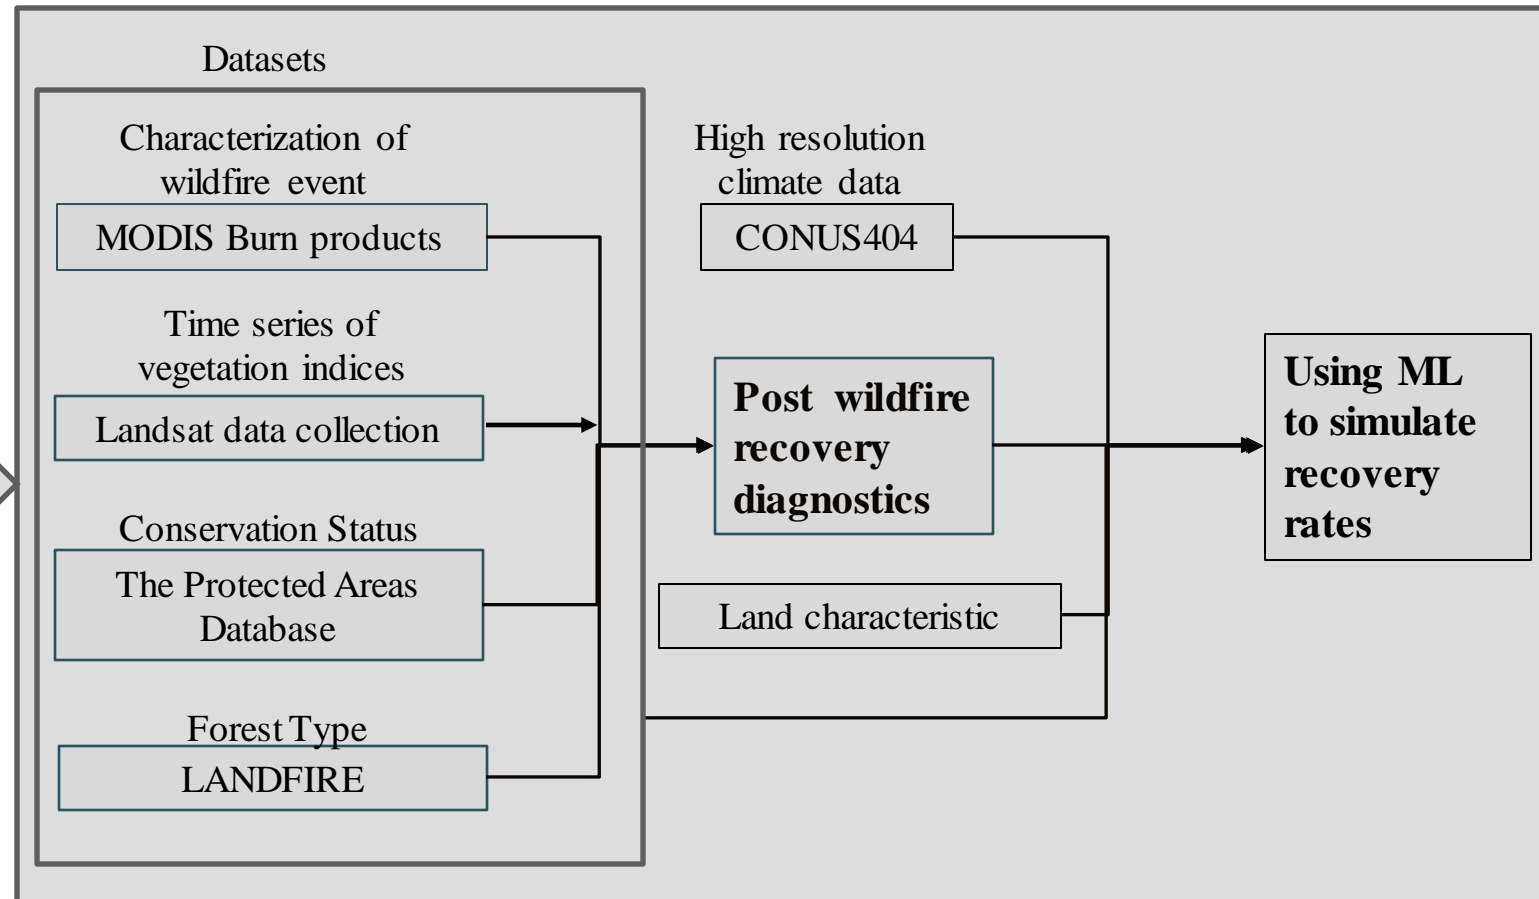 Datasets
Characterization of
wildfire event
MODIS Burn products
Time series of
vegetation indices
Landsat data collection
Conservation Status
The Protected Areas
Database
Forest Type
LANDFIRE
High resolution
climate data
CONUS404
Post wildfire
recovery
diagnostics
Land characteristic
Using ML
to simulate
recovery
rates